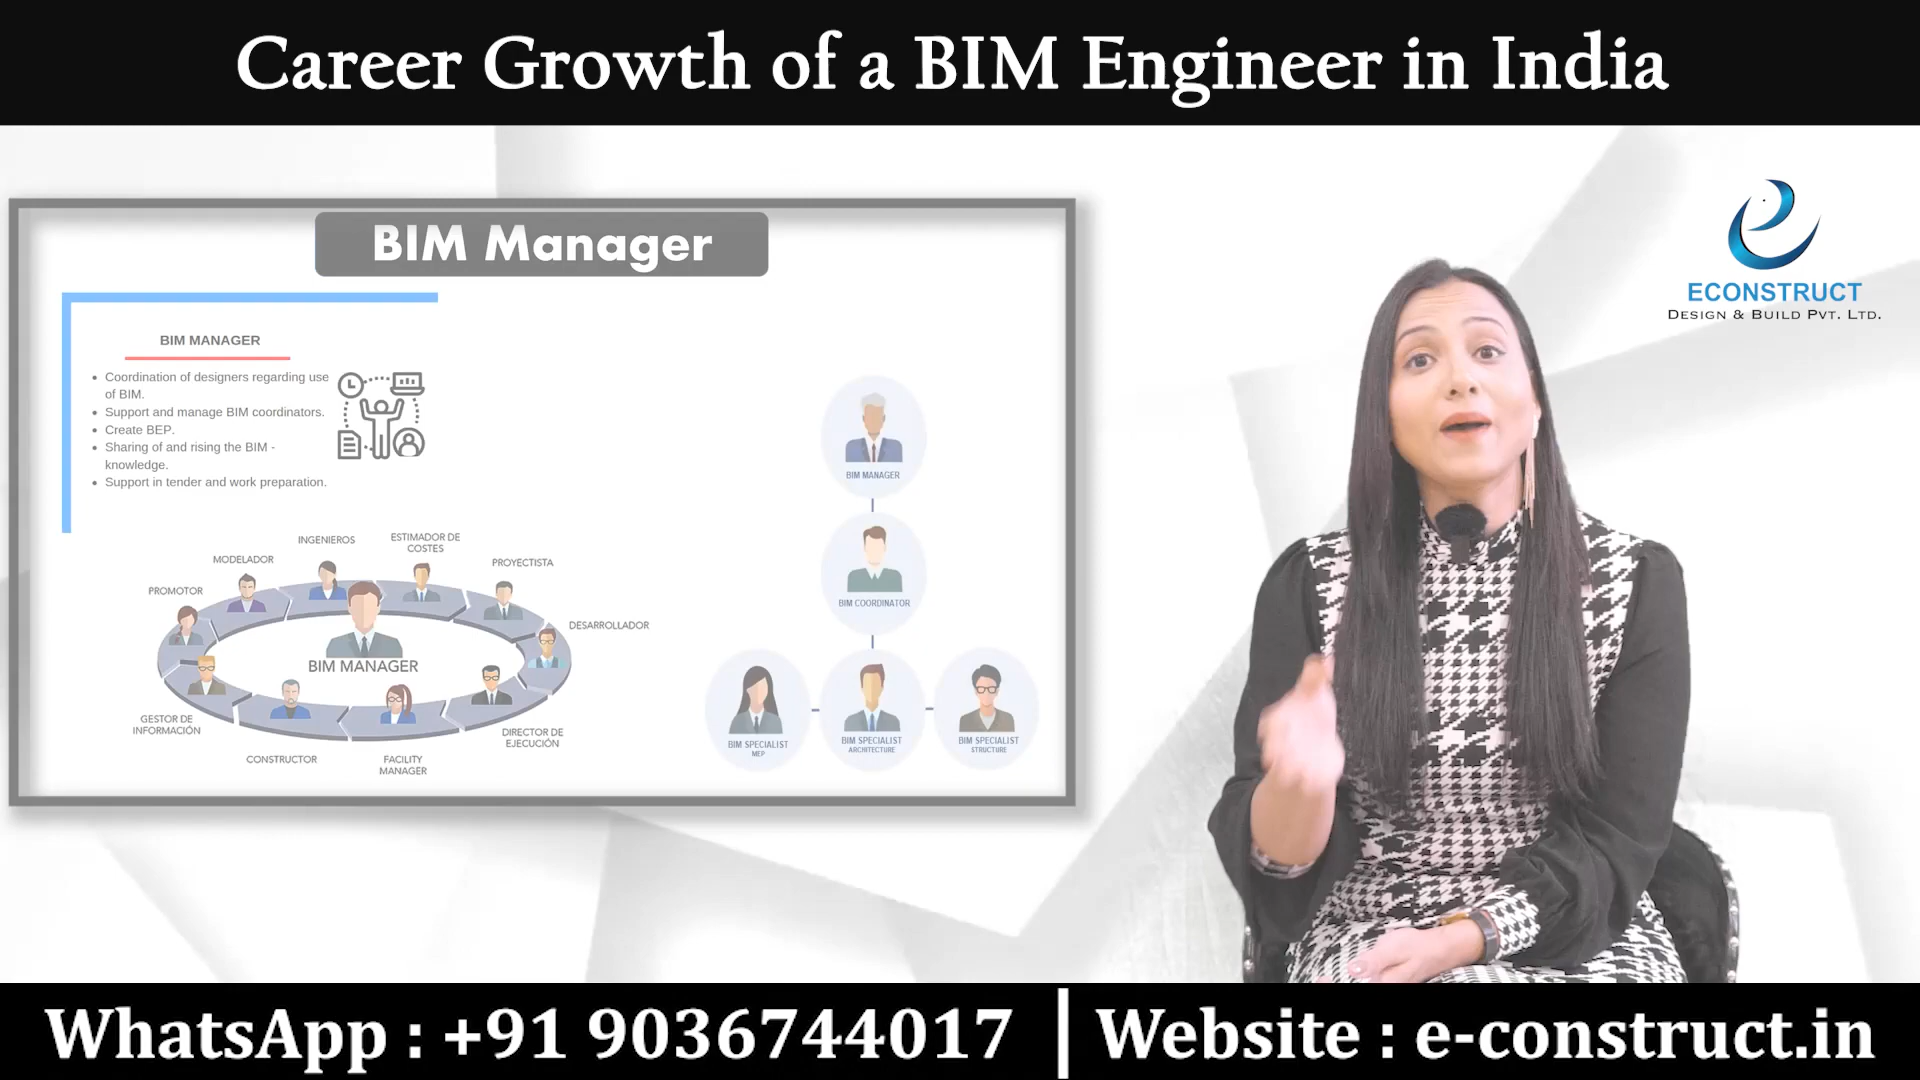 Career Growth of a BIM Engineer in India
BIM Manager
BIM MANAGER
• Coordination of designers regarding use
of BIM.
• Support and manage BIM coordinators.
• Create BEP.
• Sharing of and rising the BIM -
knowledge.
• Support in tender and work preparation.
INGENIEROS
ESTIMADOR DE
COSTES
MODELADOR
PROYECTISTA
PROMOTOR
DESARROLLADOR
BIM MANAGER
GESTOR DE
INFORMACIÓN
DIRECTOR DE
EJECUCIÓN
CONSTRUCTOR
FACILITY
MANAGER
BIM MANAGER
BIM COORDINATOR
BIM SPECIALIST
MEP
BIM SPECIALIST
ARCHITECTURE
BIM SPECIALIST
STRUCTURE
ECONSTRUCT
DESIGN & BUILD PVT. LTD.
WhatsApp : +91 9036744017 | Website : e-construct.in